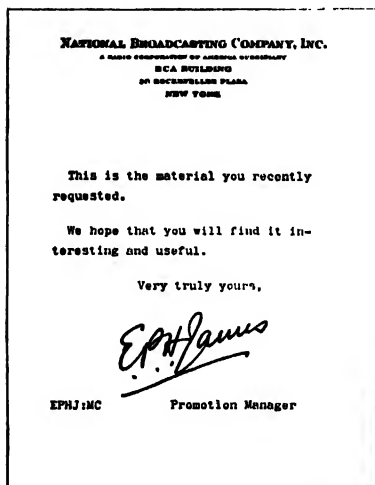 NATIONAL BROADCASTING COMPANY, INC.
A RADIO CORPORATION OF AMERICA SUBSIDIARY
RCA BUILDING
30 ROCKEFELLER PLAZA
NEW YORK
This is the material you recently
requested.
We hope that you will find it in-
teresting and useful.
Very truly yours,
E.P.H. James
EPHJ:MC Promotion Manager